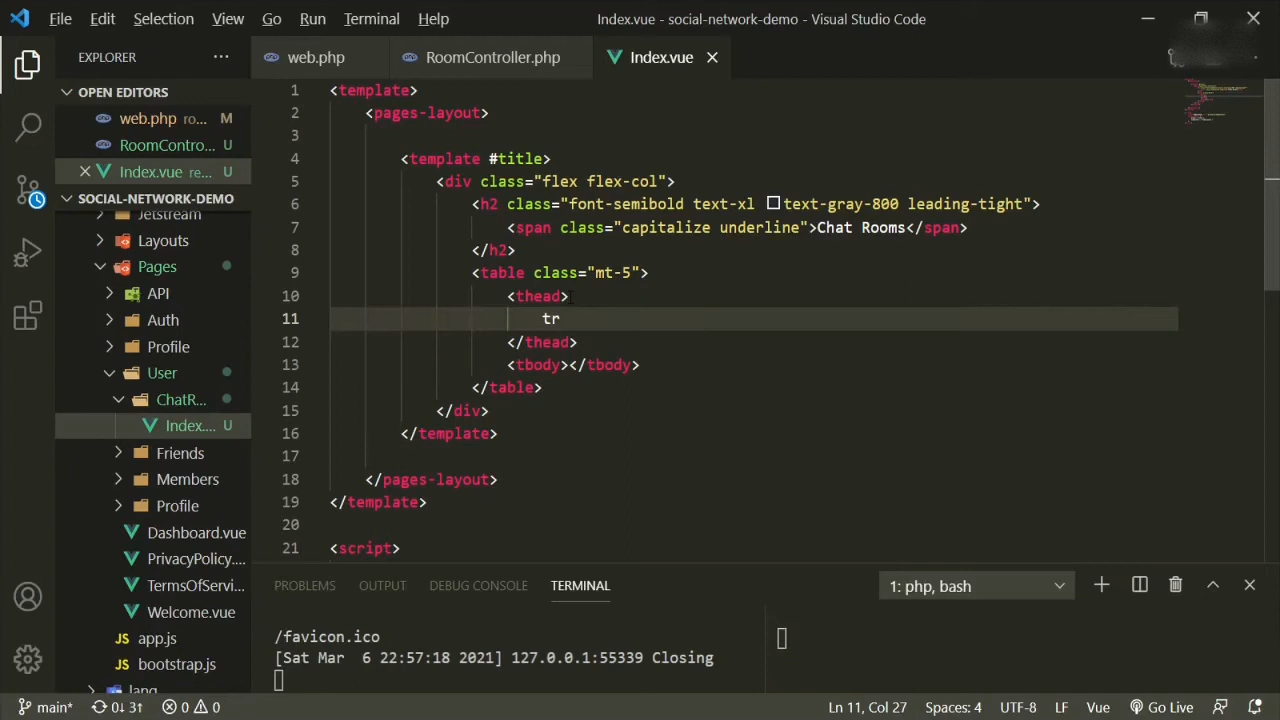 File Edit Selection View Go Run Terminal Help Index.vue - social-network-demo - Visual Studio Code
EXPLORER
web.php RoomController.php Index.vue
OPEN EDITORS
web.php ro... M
RoomContro... U
Index.vue re... U
SOCIAL-NETWORK-DEMO
Jetstream
Layouts
Pages
API
Auth
Profile
User
ChatR...
Index.... U
Friends
Members
Profile
Dashboard.vue
PrivacyPolicy....
TermsOfServi...
Welcome.vue
app.js
bootstrap.js
lang
1 <template>
2 <pages-layout>
3
4 <template #title>
5 <div class="flex flex-col">
6 <h2 class="font-semibold text-xl text-gray-800 leading-tight">
7 <span class="capitalize underline">Chat Rooms</span>
8 </h2>
9 <table class="mt-5">
10 <thead>
11 tr
12 </thead>
13 <tbody></tbody>
14 </table>
15 </div>
16 </template>
17
18 </pages-layout>
19 </template>
20
21 <script>
PROBLEMS OUTPUT DEBUG CONSOLE TERMINAL 1: php, bash
/favicon.ico
[Sat Mar  6 22:57:18 2021] 127.0.0.1:55339 Closing
main* 0↓ 3↑ 0 0 Ln 11, Col 27 Spaces: 4 UTF-8 LF Vue Go Live